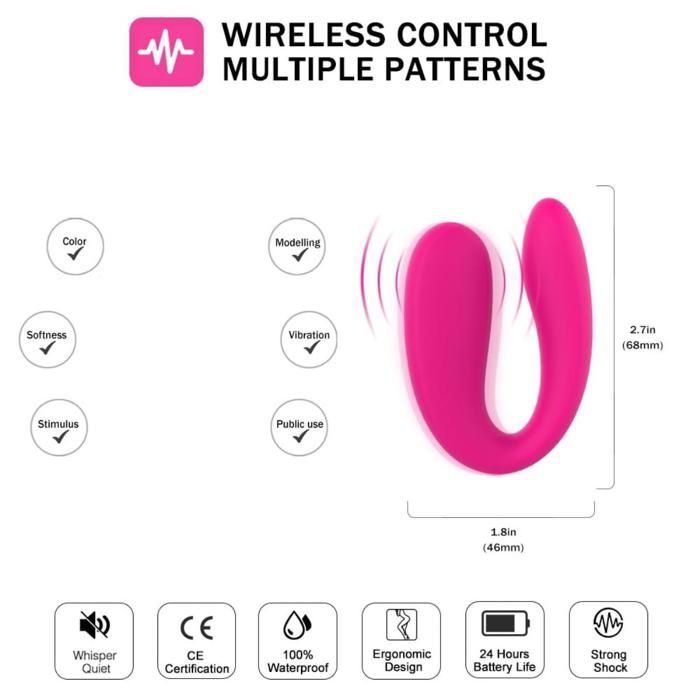 WIRELESS CONTROL
MULTIPLE PATTERNS
Color
Modelling
Softness
Vibration
Stimulus
Public use
2.7in
(68mm)
1.8in
(46mm)
Whisper
Quiet
CE
CE
Certification
100%
Waterproof
Ergonomic
Design
24 Hours
Battery Life
Strong
Shock